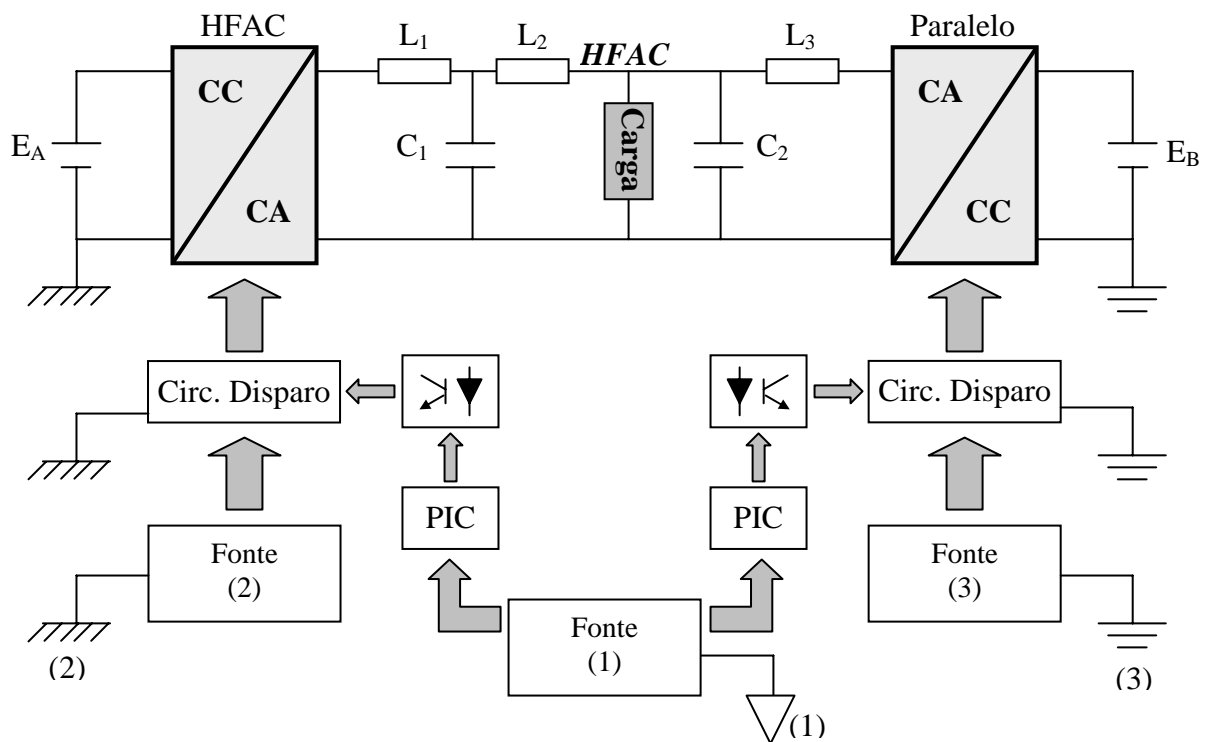 HFAC
Paralelo
L1
L2
HFAC
L3
CC
CA
EA
C1
Carga
C2
EB
CA
CC
Circ. Disparo
Circ. Disparo
PIC
PIC
Fonte
(2)
Fonte
(3)
Fonte
(1)
(2)
(3)
(1)